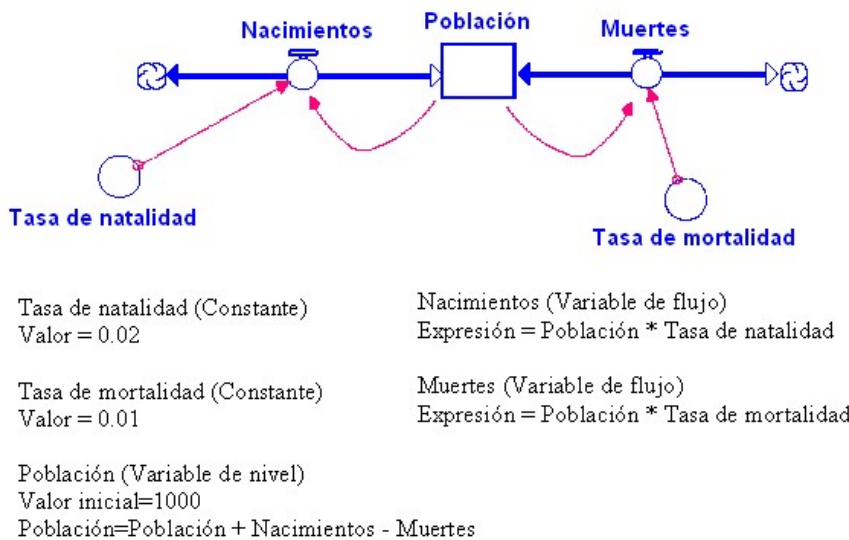 Nacimientos
Población
Muertes
Tasa de natalidad
Tasa de mortalidad
Tasa de natalidad (Constante)
Valor = 0.02
Nacimientos (Variable de flujo)
Expresión = Población * Tasa de natalidad
Tasa de mortalidad (Constante)
Valor = 0.01
Muertes (Variable de flujo)
Expresión = Población * Tasa de mortalidad
Población (Variable de nivel)
Valor inicial=1000
Población=Población + Nacimientos - Muertes